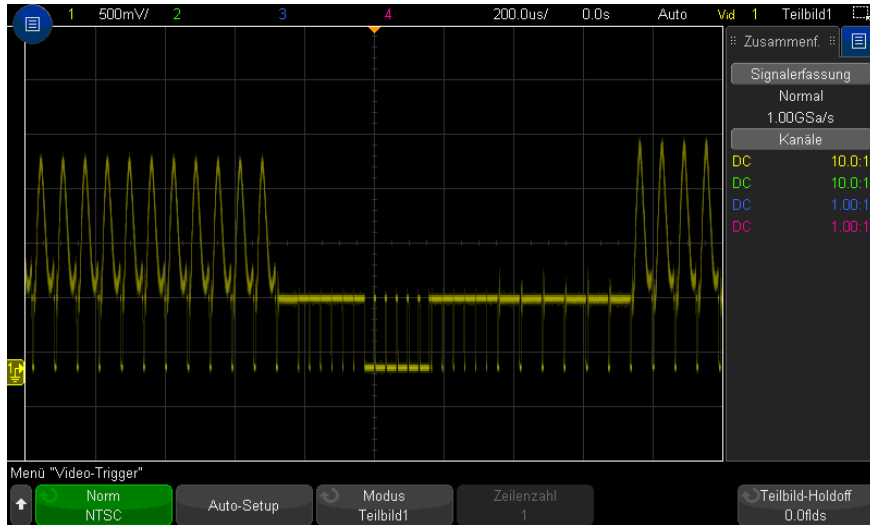 1 500mV/ 2 3 4 200.0us/ 0.0s Auto Vid 1 Teilbild1
Zusammenf.
Signalerfassung
Normal
1.00GSa/s
Kanäle
DC 10.0:1
DC 10.0:1
DC 1.00:1
DC 1.00:1
1
Menü "Video-Trigger"
Norm
NTSC
Auto-Setup
Modus
Teilbild1
Zeilenzahl
1
Teilbild-Holdoff
0.0flds